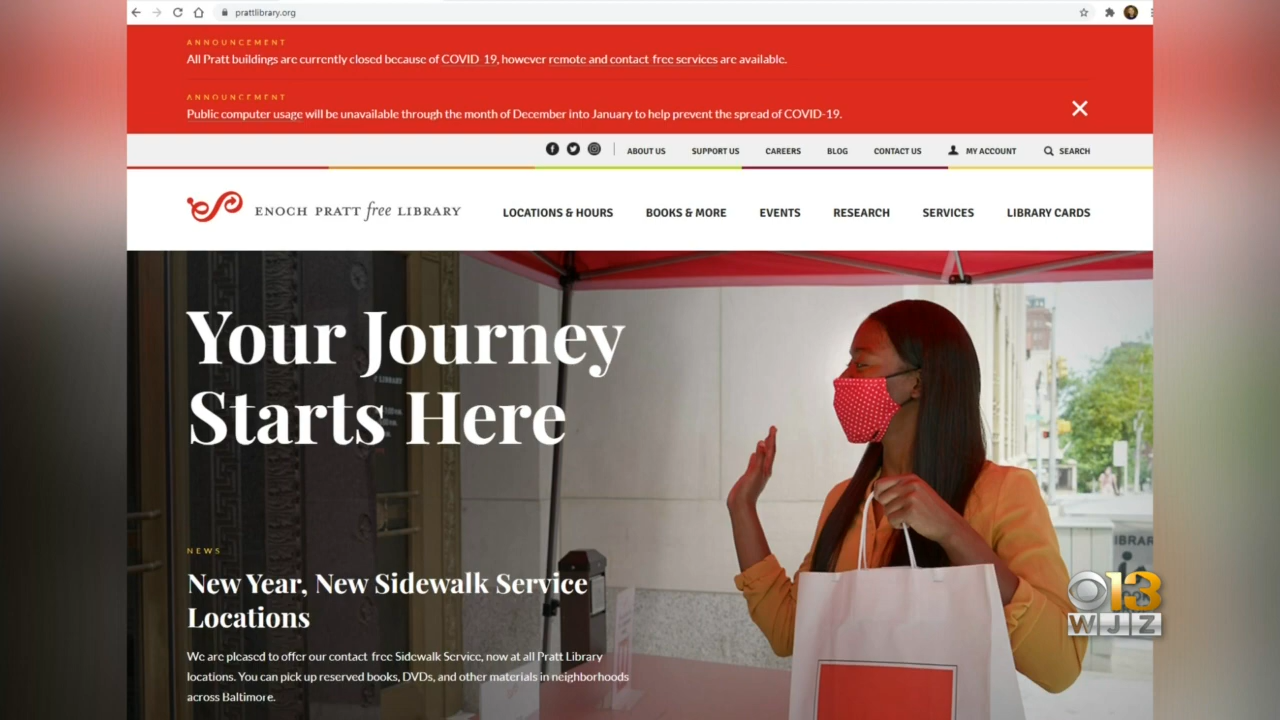 prattlibrary.org
ANNOUNCEMENT
All Pratt buildings are currently closed because of COVID 19, however remote and contact free services are available.
ANNOUNCEMENT
Public computer usage will be unavailable through the month of December into January to help prevent the spread of COVID-19.
ABOUT US SUPPORT US CAREERS BLOG CONTACT US MY ACCOUNT SEARCH
ENOCH PRATT free LIBRARY
LOCATIONS & HOURS BOOKS & MORE EVENTS RESEARCH SERVICES LIBRARY CARDS
Your Journey
Starts Here
NEWS
New Year, New Sidewalk Service
Locations
We are pleased to offer our contact free Sidewalk Service, now at all Pratt Library
locations. You can pick up reserved books, DVDs, and other materials in neighborhoods
across Baltimore.
IBRAR
13
WJZ